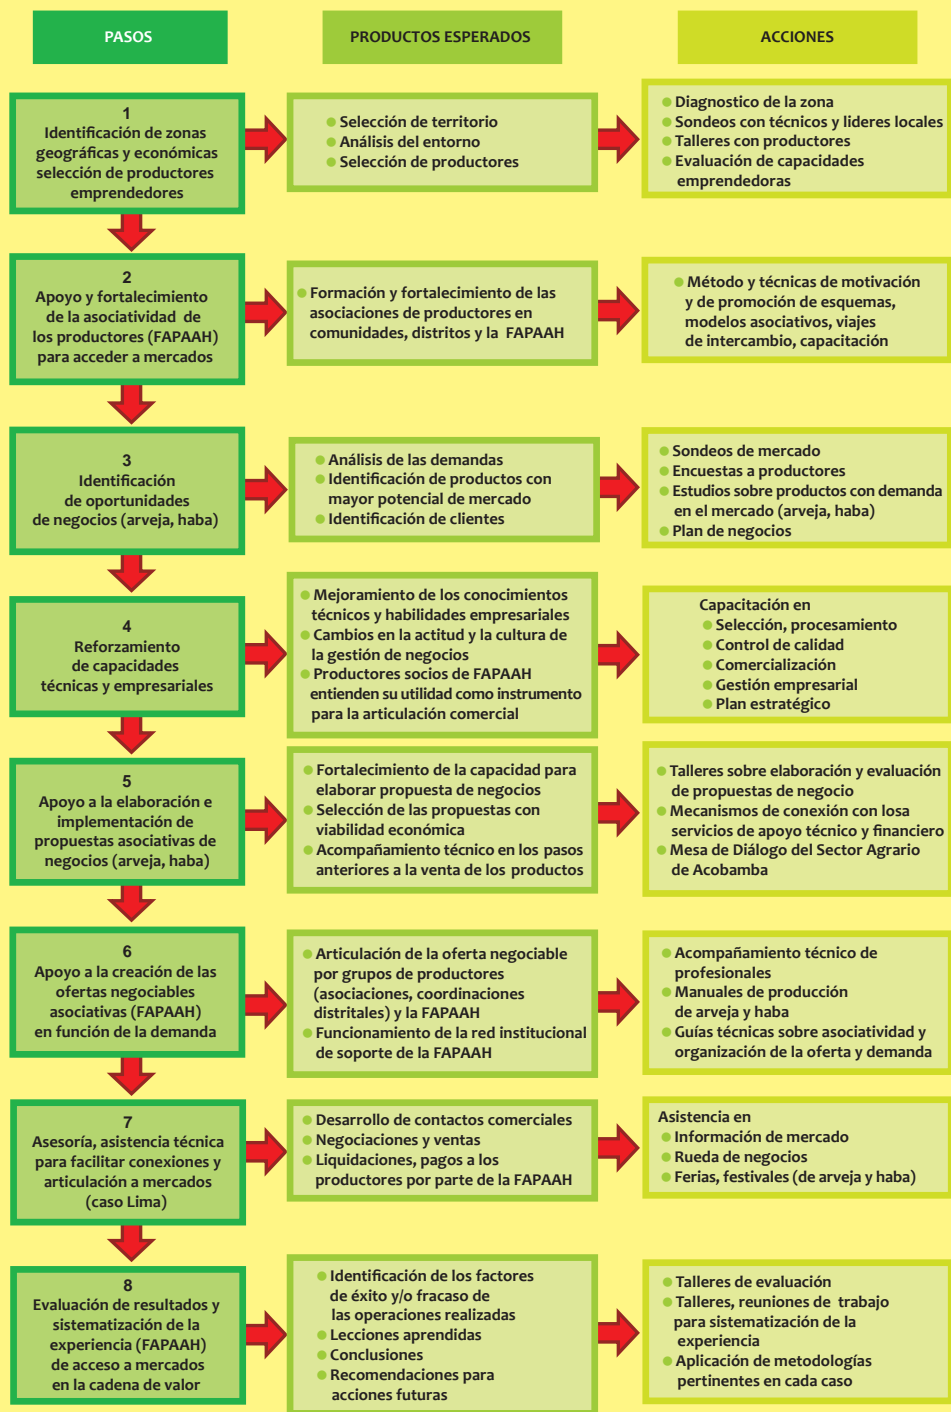 PASOS
PRODUCTOS ESPERADOS
ACCIONES
1
Identificación de zonas
geográficas y económicas
selección de productores
emprendedores
● Selección de territorio
● Análisis del entorno
● Selección de productores
● Diagnostico de la zona
● Sondeos con técnicos y lideres locales
● Talleres con productores
● Evaluación de capacidades
emprendedoras
2
Apoyo y fortalecimiento
de la asociatividad de
los productores (FAPAAH)
para acceder a mercados
● Formación y fortalecimiento de las
asociaciones de productores en
comunidades, distritos y la FAPAAH
● Método y técnicas de motivación
y de promoción de esquemas,
modelos asociativos, viajes
de intercambio, capacitación
3
Identificación
de oportunidades
de negocios (arveja, haba)
● Análisis de las demandas
● Identificación de productos con
mayor potencial de mercado
● Identificación de clientes
● Sondeos de mercado
● Encuestas a productores
● Estudios sobre productos con demanda
en el mercado (arveja, haba)
● Plan de negocios
4
Reforzamiento
de capacidades
técnicas y empresariales
● Mejoramiento de los conocimientos
técnicos y habilidades empresariales
● Cambios en la actitud y la cultura de
la gestión de negocios
● Productores socios de FAPAAH
entienden su utilidad como instrumento
para la articulación comercial
Capacitación en
● Selección, procesamiento
● Control de calidad
● Comercialización
● Gestión empresarial
● Plan estratégico
5
Apoyo a la elaboración e
implementación de
propuestas asociativas de
negocios (arveja, haba)
● Fortalecimiento de la capacidad para
elaborar propuesta de negocios
● Selección de las propuestas con
viabilidad económica
● Acompañamiento técnico en los pasos
anteriores a la venta de los productos
● Talleres sobre elaboración y evaluación
de propuestas de negocio
● Mecanismos de conexión con losa
servicios de apoyo técnico y financiero
● Mesa de Diálogo del Sector Agrario
de Acobamba
6
Apoyo a la creación de las
ofertas negociables
asociativas (FAPAAH)
en función de la demanda
● Articulación de la oferta negociable
por grupos de productores
(asociaciones, coordinaciones
distritales) y la FAPAAH
● Funcionamiento de la red institucional
de soporte de la FAPAAH
● Acompañamiento técnico de
profesionales
● Manuales de producción
de arveja y haba
● Guías técnicas sobre asociatividad y
organización de la oferta y demanda
7
Asesoría, asistencia técnica
para facilitar conexiones y
articulación a mercados
(caso Lima)
● Desarrollo de contactos comerciales
● Negociaciones y ventas
● Liquidaciones, pagos a los
productores por parte de la FAPAAH
Asistencia en
● Información de mercado
● Rueda de negocios
● Ferias, festivales (de arveja y haba)
8
Evaluación de resultados y
sistematización de la
experiencia (FAPAAH)
de acceso a mercados
en la cadena de valor
● Identificación de los factores
de éxito y/o fracaso de
las operaciones realizadas
● Lecciones aprendidas
● Conclusiones
● Recomendaciones para
acciones futuras
● Talleres de evaluación
● Talleres, reuniones de trabajo
para sistematización de la
experiencia
● Aplicación de metodologías
pertinentes en cada caso